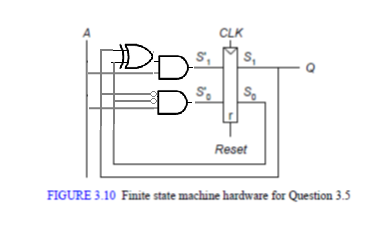 A
CLK
S'1
S1
Q
S'0
S0
r
Reset
FIGURE 3.10 Finite state machine hardware for Question 3.5